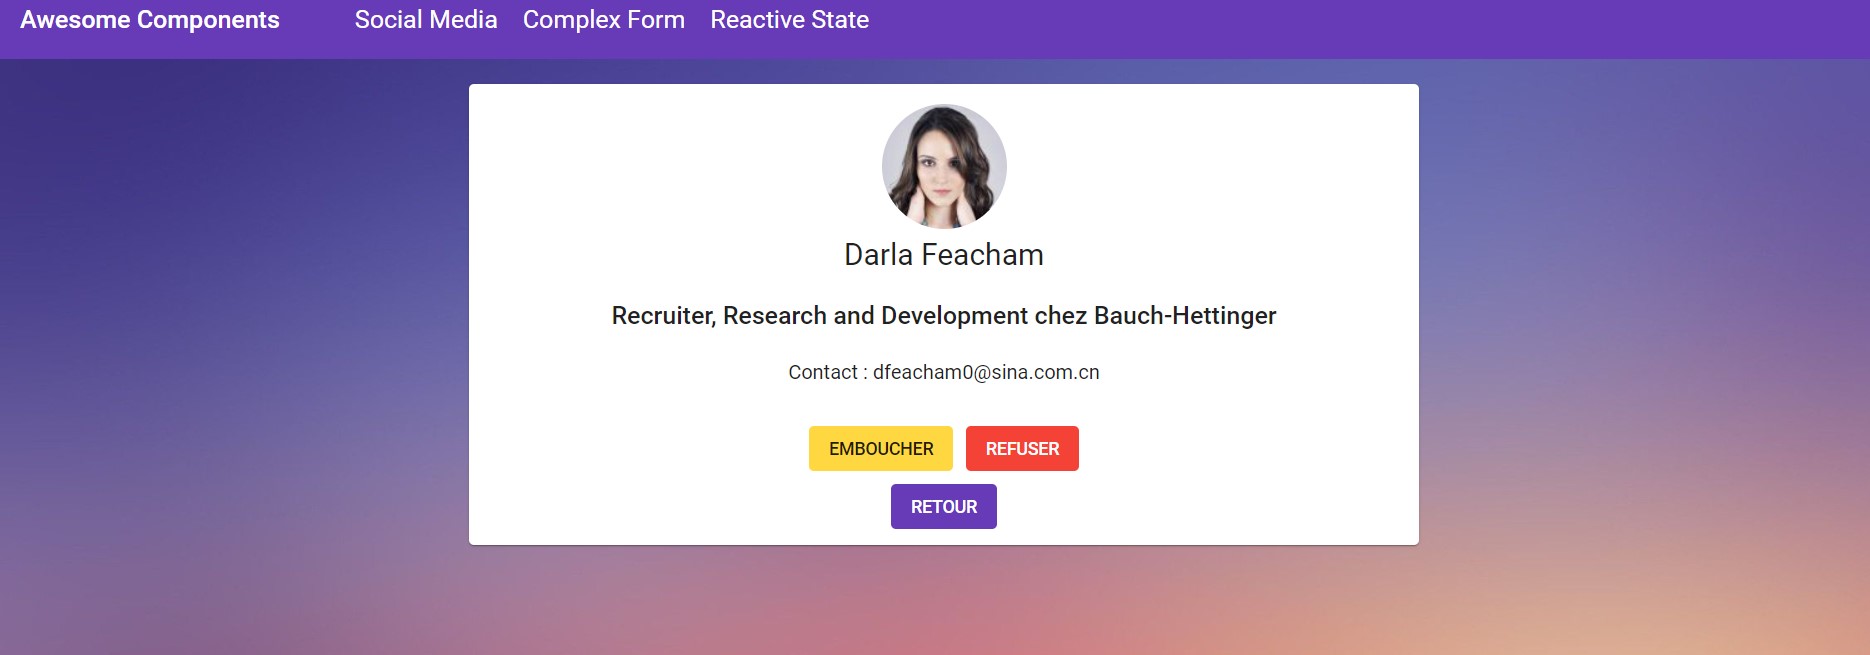 Awesome Components Social Media Complex Form Reactive State
Darla Feacham
Recruiter, Research and Development chez Bauch-Hettinger
Contact : dfeacham0@sina.com.cn
EMBOUCHER REFUSER
RETOUR